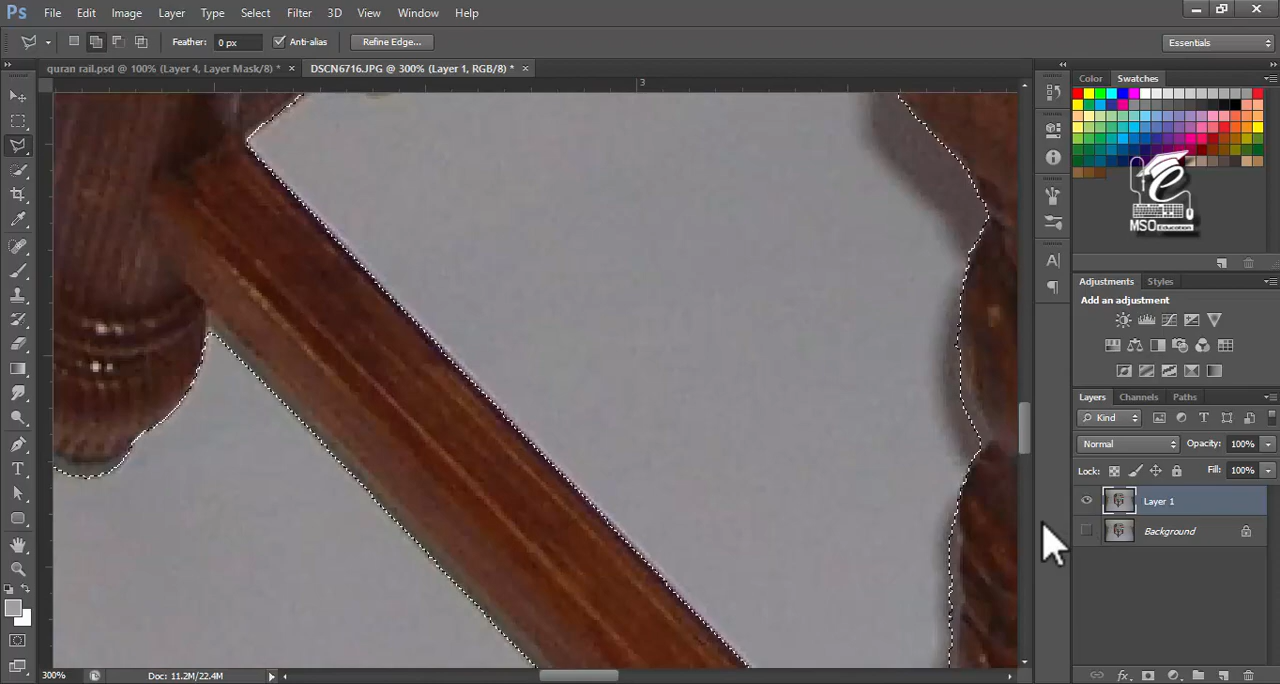 Ps File Edit Image Layer Type Select Filter 3D View Window Help
Feather: 0 px Anti-alias Refine Edge... Essentials
quran rail.psd @ 100% (Layer 4, Layer Mask/8) * × DSCN6716.JPG @ 300% (Layer 1, RGB/8) * ×
3
Color Swatches
e
MSO Education
Adjustments Styles
Add an adjustment
Layers Channels Paths
Kind
Normal Opacity: 100%
Lock: Fill: 100%
Layer 1
Background
300% Doc: 11.2M/22.4M